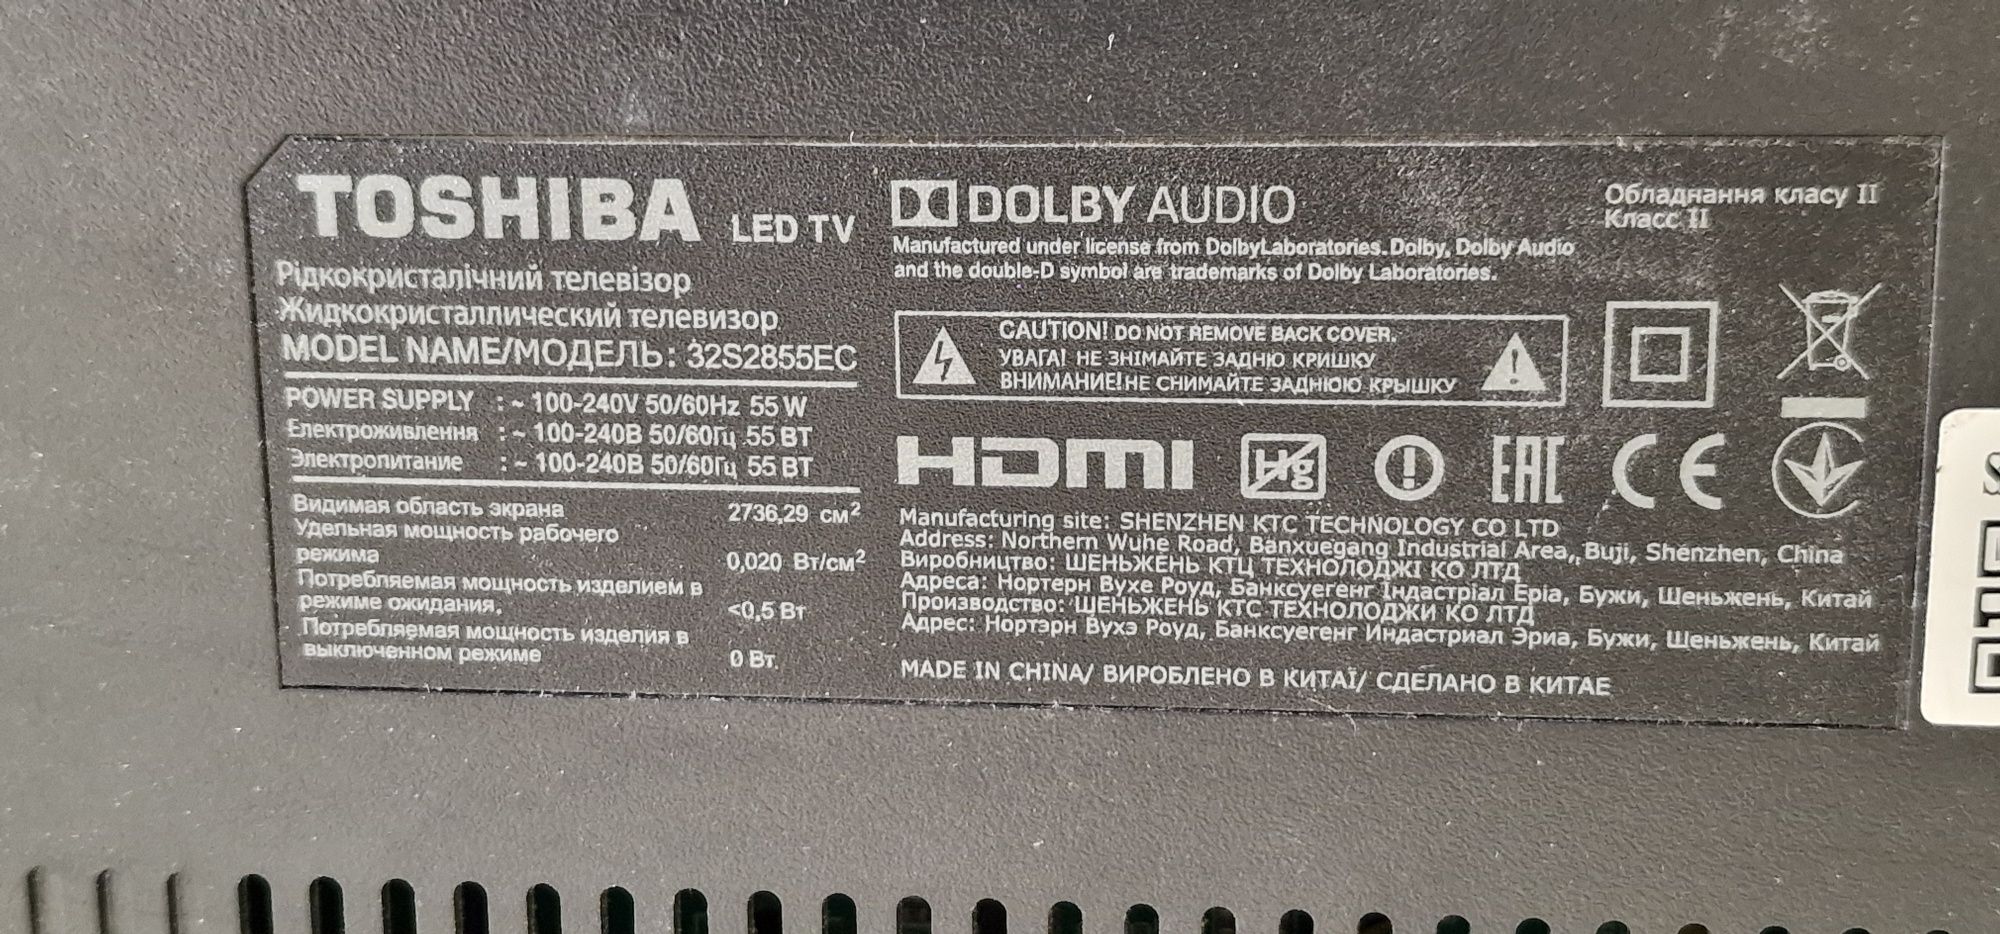 TOSHIBA LED TV
Рідкокристалічний телевізор
Жидкокристаллический телевизор
MODEL NAME/МОДЕЛЬ: 32S2855EC
POWER SUPPLY : ~ 100-240V 50/60Hz 55 W
Електроживлення : ~ 100-240В 50/60Гц 55 ВТ
Электропитание : ~ 100-240В 50/60Гц 55 ВТ
Видимая область экрана 2736,29 см²
Удельная мощность рабочего
режима 0,020 Вт/см²
Потребляемая мощность изделием в
режиме ожидания, <0,5 Вт
Потребляемая мощность изделия в
выключенном режиме 0 Вт.
DOLBY AUDIO
Manufactured under license from DolbyLaboratories.Dolby, Dolby Audio
and the double-D symbol are trademarks of Dolby Laboratories.
Обладнання класу II
Класс II
CAUTION! DO NOT REMOVE BACK COVER.
УВАГА! НЕ ЗНІМАЙТЕ ЗАДНЮ КРИШКУ
ВНИМАНИЕ!НЕ СНИМАЙТЕ ЗАДНЮЮ КРЫШКУ
HDMI Hg EAC CE
Manufacturing site: SHENZHEN KTC TECHNOLOGY CO LTD
Address: Northern Wuhe Road, Banxuegang Industrial Area,,Buji, Shenzhen, China
Виробництво: ШЕНЬЖЕНЬ КТЦ ТЕХНОЛОДЖІ КО ЛТД
Адреса: Нортерн Вухе Роуд, Банксуегенг Індастріал Еріа, Бужи, Шеньжень, Китай
Производство: ШЕНЬЖЕНЬ КТС ТЕХНОЛОДЖИ КО ЛТД
Адрес: Нортэрн Вухэ Роуд, Банксуегенг Индастриал Эриа, Бужи, Шеньжень, Китай
MADE IN CHINA/ ВИРОБЛЕНО В КИТАЇ/ СДЕЛАНО В КИТАЕ